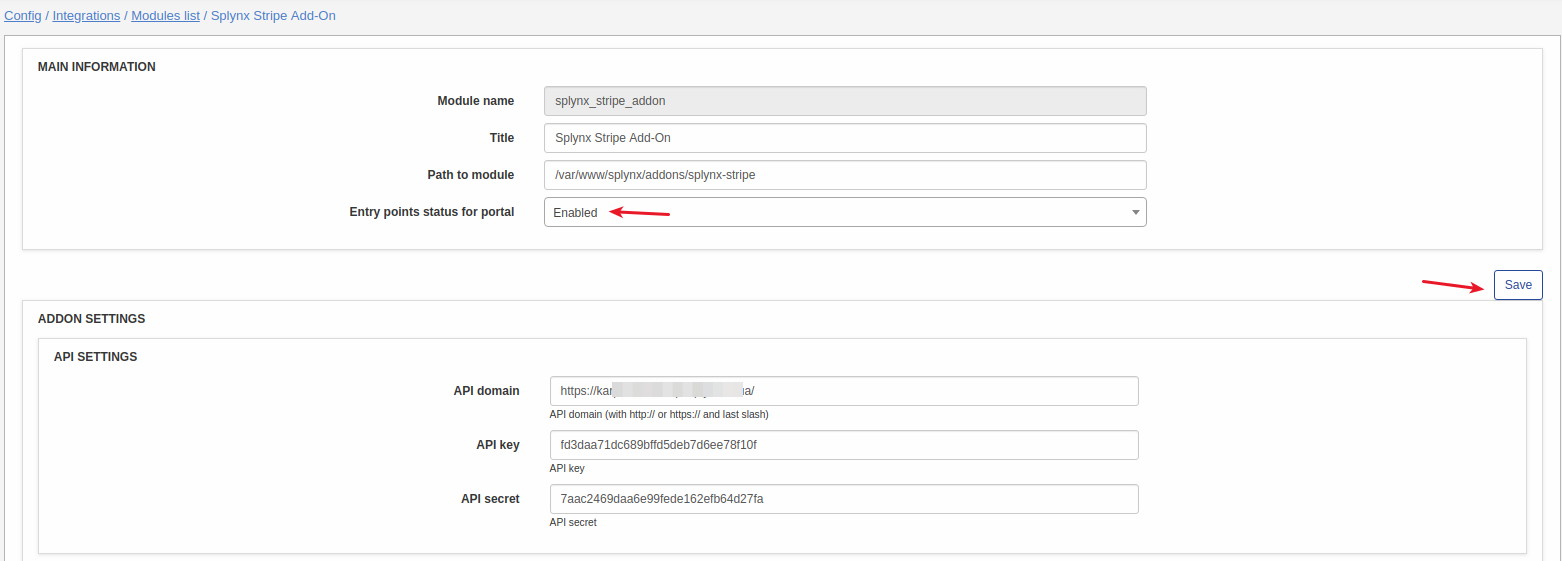 Config / Integrations / Modules list / Splynx Stripe Add-On
MAIN INFORMATION
Module name splynx_stripe_addon
Title Splynx Stripe Add-On
Path to module /var/www/splynx/addons/splynx-stripe
Entry points status for portal Enabled
Save
ADDON SETTINGS
API SETTINGS
API domain
API domain (with http:// or https:// and last slash)
API key fd3daa71dc689bffd5deb7d6ee78f10f
API key
API secret 7aac2469daa6e99fede162efb64d27fa
API secret